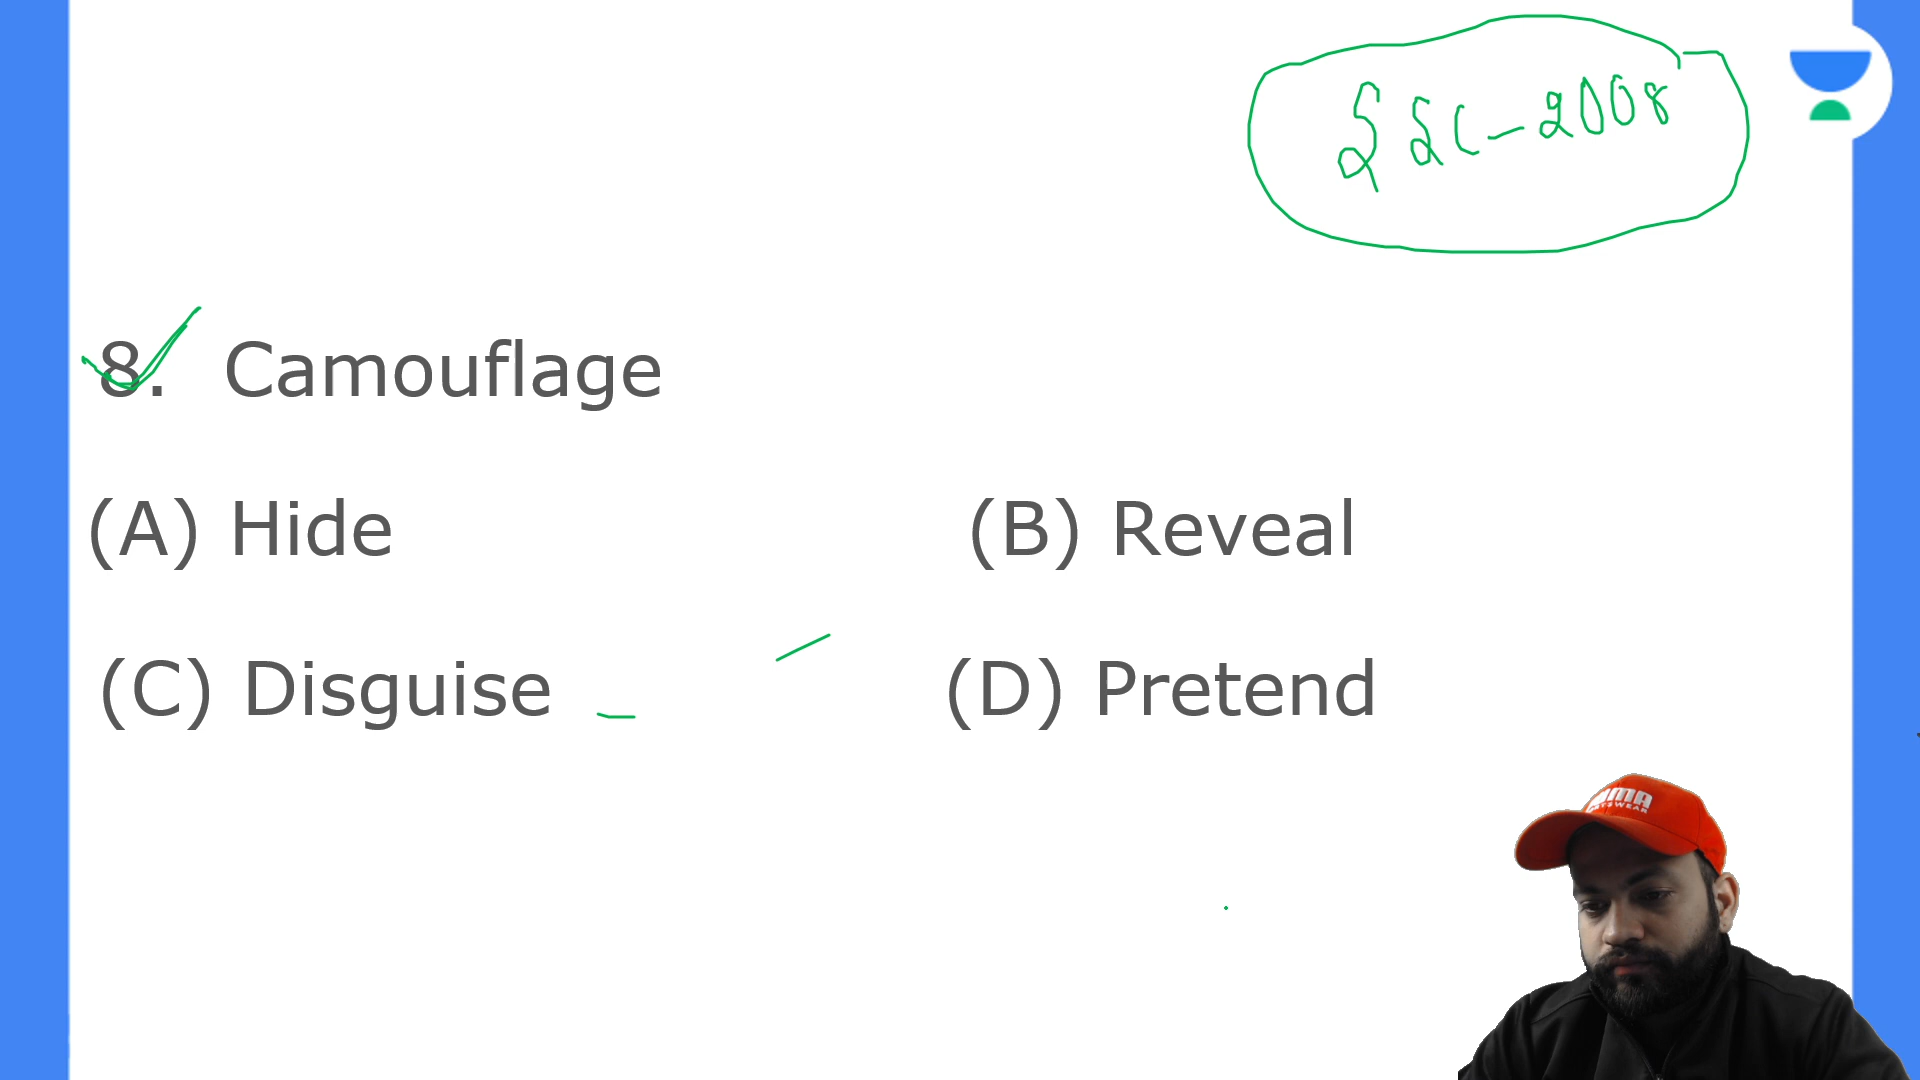 SSC-2008
8. Camouflage
(A) Hide (B) Reveal
(C) Disguise (D) Pretend